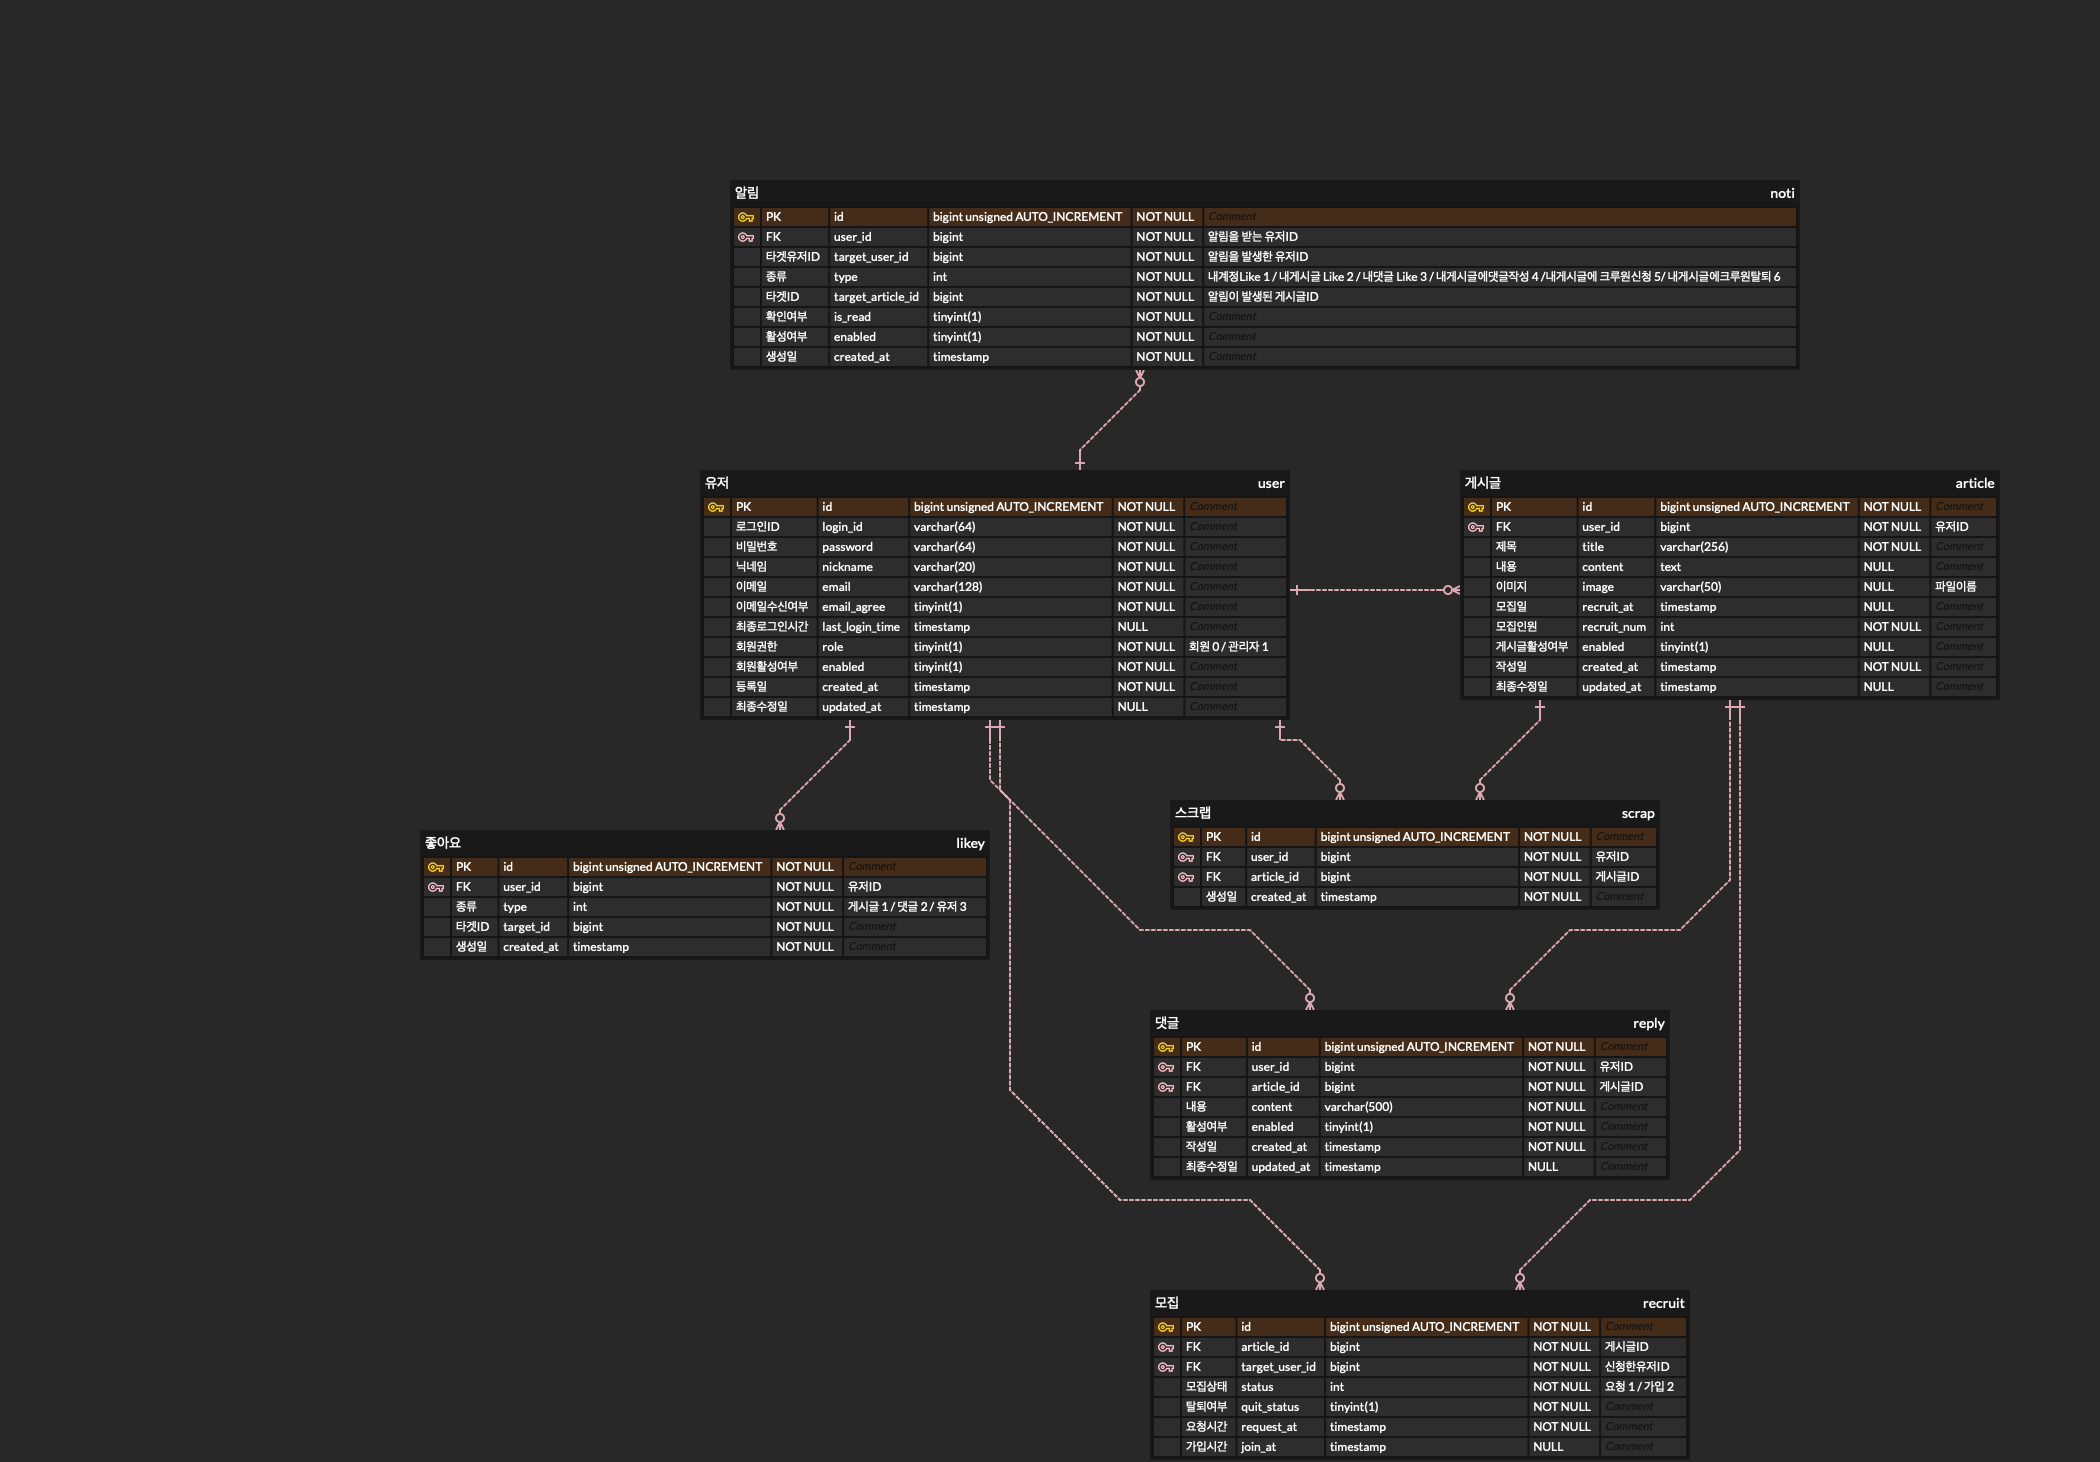 알림 noti
PK id bigint unsigned AUTO_INCREMENT NOT NULL Comment
FK user_id bigint NOT NULL 알림을 받는 유저ID
타겟유저ID target_user_id bigint NOT NULL 알림을 발생한 유저ID
종류 type int NOT NULL 내계정Like 1 / 내게시글 Like 2 / 내댓글 Like 3 / 내게시글에댓글작성 4 /내게시글에 크루원신청 5/ 내게시글에크루원탈퇴 6
타겟ID target_article_id bigint NOT NULL 알림이 발생된 게시글ID
확인여부 is_read tinyint(1) NOT NULL Comment
활성여부 enabled tinyint(1) NOT NULL Comment
생성일 created_at timestamp NOT NULL Comment
유저 user
PK id bigint unsigned AUTO_INCREMENT NOT NULL Comment
로그인ID login_id varchar(64) NOT NULL Comment
비밀번호 password varchar(64) NOT NULL Comment
닉네임 nickname varchar(20) NOT NULL Comment
이메일 email varchar(128) NOT NULL Comment
이메일수신여부 email_agree tinyint(1) NOT NULL Comment
최종로그인시간 last_login_time timestamp NULL Comment
회원권한 role tinyint(1) NOT NULL 회원 0 / 관리자 1
회원활성여부 enabled tinyint(1) NOT NULL Comment
등록일 created_at timestamp NOT NULL Comment
최종수정일 updated_at timestamp NULL Comment
게시글 article
PK id bigint unsigned AUTO_INCREMENT NOT NULL Comment
FK user_id bigint NOT NULL 유저ID
제목 title varchar(256) NOT NULL Comment
내용 content text NULL Comment
이미지 image varchar(50) NULL 파일이름
모집일 recruit_at timestamp NULL Comment
모집인원 recruit_num int NOT NULL Comment
게시글활성여부 enabled tinyint(1) NULL Comment
작성일 created_at timestamp NOT NULL Comment
최종수정일 updated_at timestamp NULL Comment
좋아요 likey
PK id bigint unsigned AUTO_INCREMENT NOT NULL Comment
FK user_id bigint NOT NULL 유저ID
종류 type int NOT NULL 게시글 1 / 댓글 2 / 유저 3
타겟ID target_id bigint NOT NULL Comment
생성일 created_at timestamp NOT NULL Comment
스크랩 scrap
PK id bigint unsigned AUTO_INCREMENT NOT NULL Comment
FK user_id bigint NOT NULL 유저ID
FK article_id bigint NOT NULL 게시글ID
생성일 created_at timestamp NOT NULL Comment
댓글 reply
PK id bigint unsigned AUTO_INCREMENT NOT NULL Comment
FK user_id bigint NOT NULL 유저ID
FK article_id bigint NOT NULL 게시글ID
내용 content varchar(500) NOT NULL Comment
활성여부 enabled tinyint(1) NOT NULL Comment
작성일 created_at timestamp NOT NULL Comment
최종수정일 updated_at timestamp NULL Comment
모집 recruit
PK id bigint unsigned AUTO_INCREMENT NOT NULL Comment
FK article_id bigint NOT NULL 게시글ID
FK target_user_id bigint NOT NULL 신청한유저ID
모집상태 status int NOT NULL 요청 1 / 가입 2
탈퇴여부 quit_status tinyint(1) NOT NULL Comment
요청시간 request_at timestamp NOT NULL Comment
가입시간 join_at timestamp NULL Comment